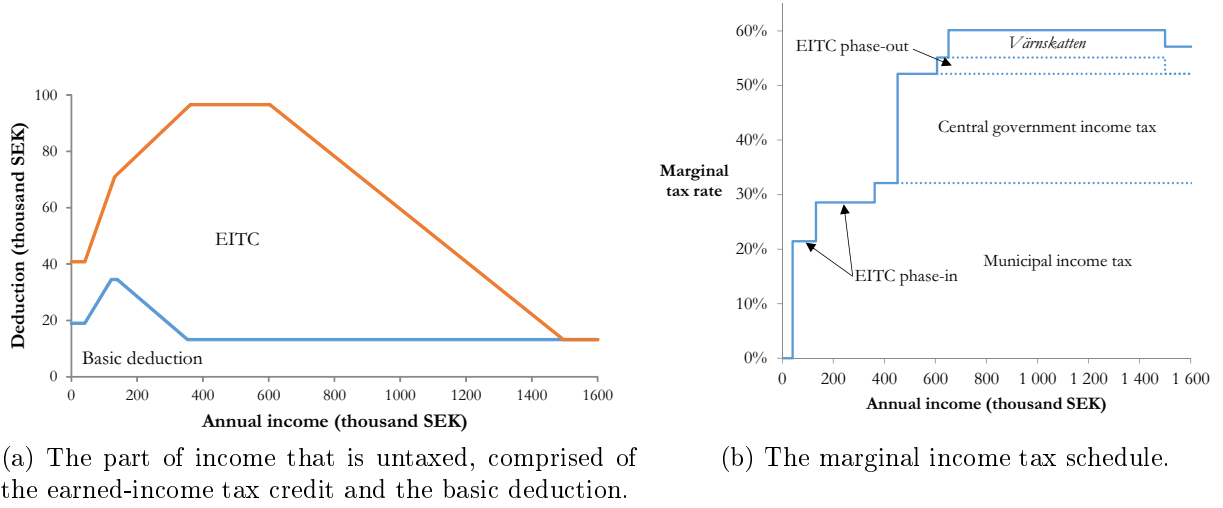 100
80
60
40
20
0
Deduction (thousand SEK)
EITC
Basic deduction
0 200 400 600 800 1000 1200 1400 1600
Annual income (thousand SEK)
(a) The part of income that is untaxed, comprised of
the earned-income tax credit and the basic deduction.
60%
50%
40%
30%
20%
10%
0%
Marginal
tax rate
EITC phase-out
Värnskatten
Central government income tax
EITC phase-in
Municipal income tax
0 200 400 600 800 1 000 1 200 1 400 1 600
Annual income (thousand SEK)
(b) The marginal income tax schedule.